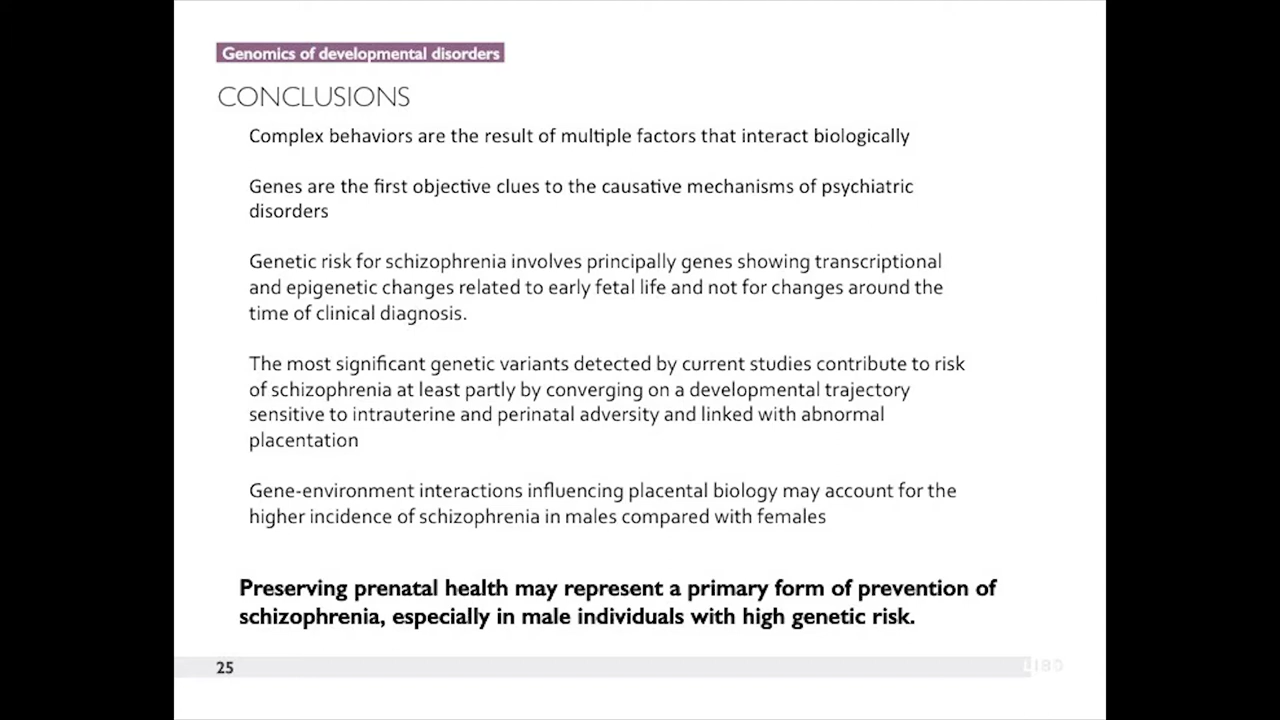 Genomics of developmental disorders
CONCLUSIONS
Complex behaviors are the result of multiple factors that interact biologically
Genes are the first objective clues to the causative mechanisms of psychiatric
disorders
Genetic risk for schizophrenia involves principally genes showing transcriptional
and epigenetic changes related to early fetal life and not for changes around the
time of clinical diagnosis.
The most significant genetic variants detected by current studies contribute to risk
of schizophrenia at least partly by converging on a developmental trajectory
sensitive to intrauterine and perinatal adversity and linked with abnormal
placentation
Gene-environment interactions influencing placental biology may account for the
higher incidence of schizophrenia in males compared with females
Preserving prenatal health may represent a primary form of prevention of
schizophrenia, especially in male individuals with high genetic risk.
25
LIBD